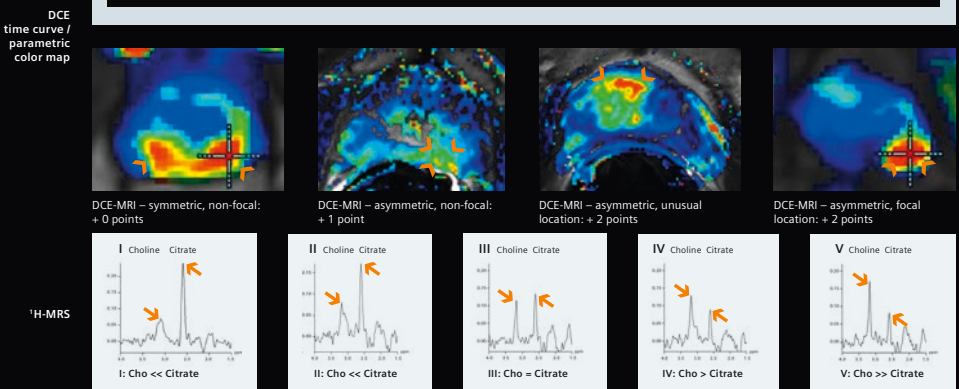 DCE
time curve /
parametric
color map
DCE-MRI – symmetric, non-focal:
+ 0 points
DCE-MRI – asymmetric, non-focal:
+ 1 point
DCE-MRI – asymmetric, unusual
location: + 2 points
DCE-MRI – asymmetric, focal
location: + 2 points
¹H-MRS
I Choline Citrate
I: Cho << Citrate
II Choline Citrate
II: Cho << Citrate
III Choline Citrate
III: Cho = Citrate
IV Choline Citrate
IV: Cho > Citrate
V Choline Citrate
V: Cho >> Citrate